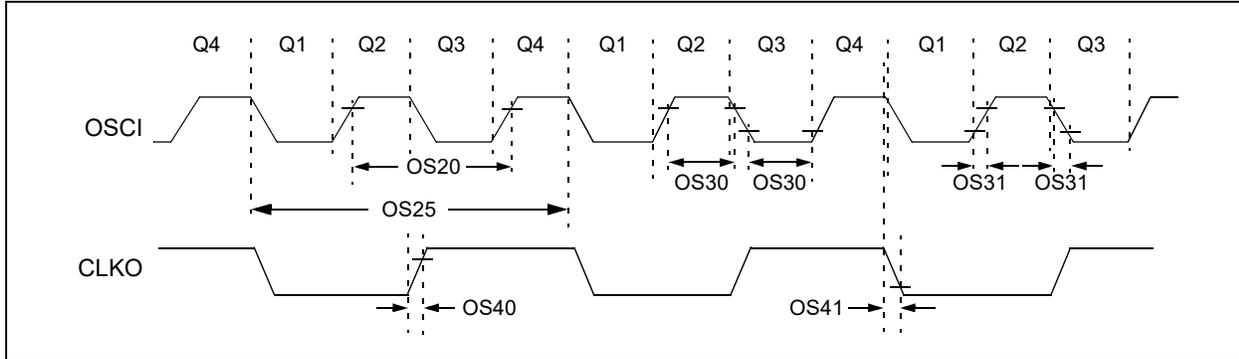 Q4 Q1 Q2 Q3 Q4 Q1 Q2 Q3 Q4 Q1 Q2 Q3
OSCI
OS20
OS30 OS30 OS31 OS31
OS25
CLKO
OS40 OS41